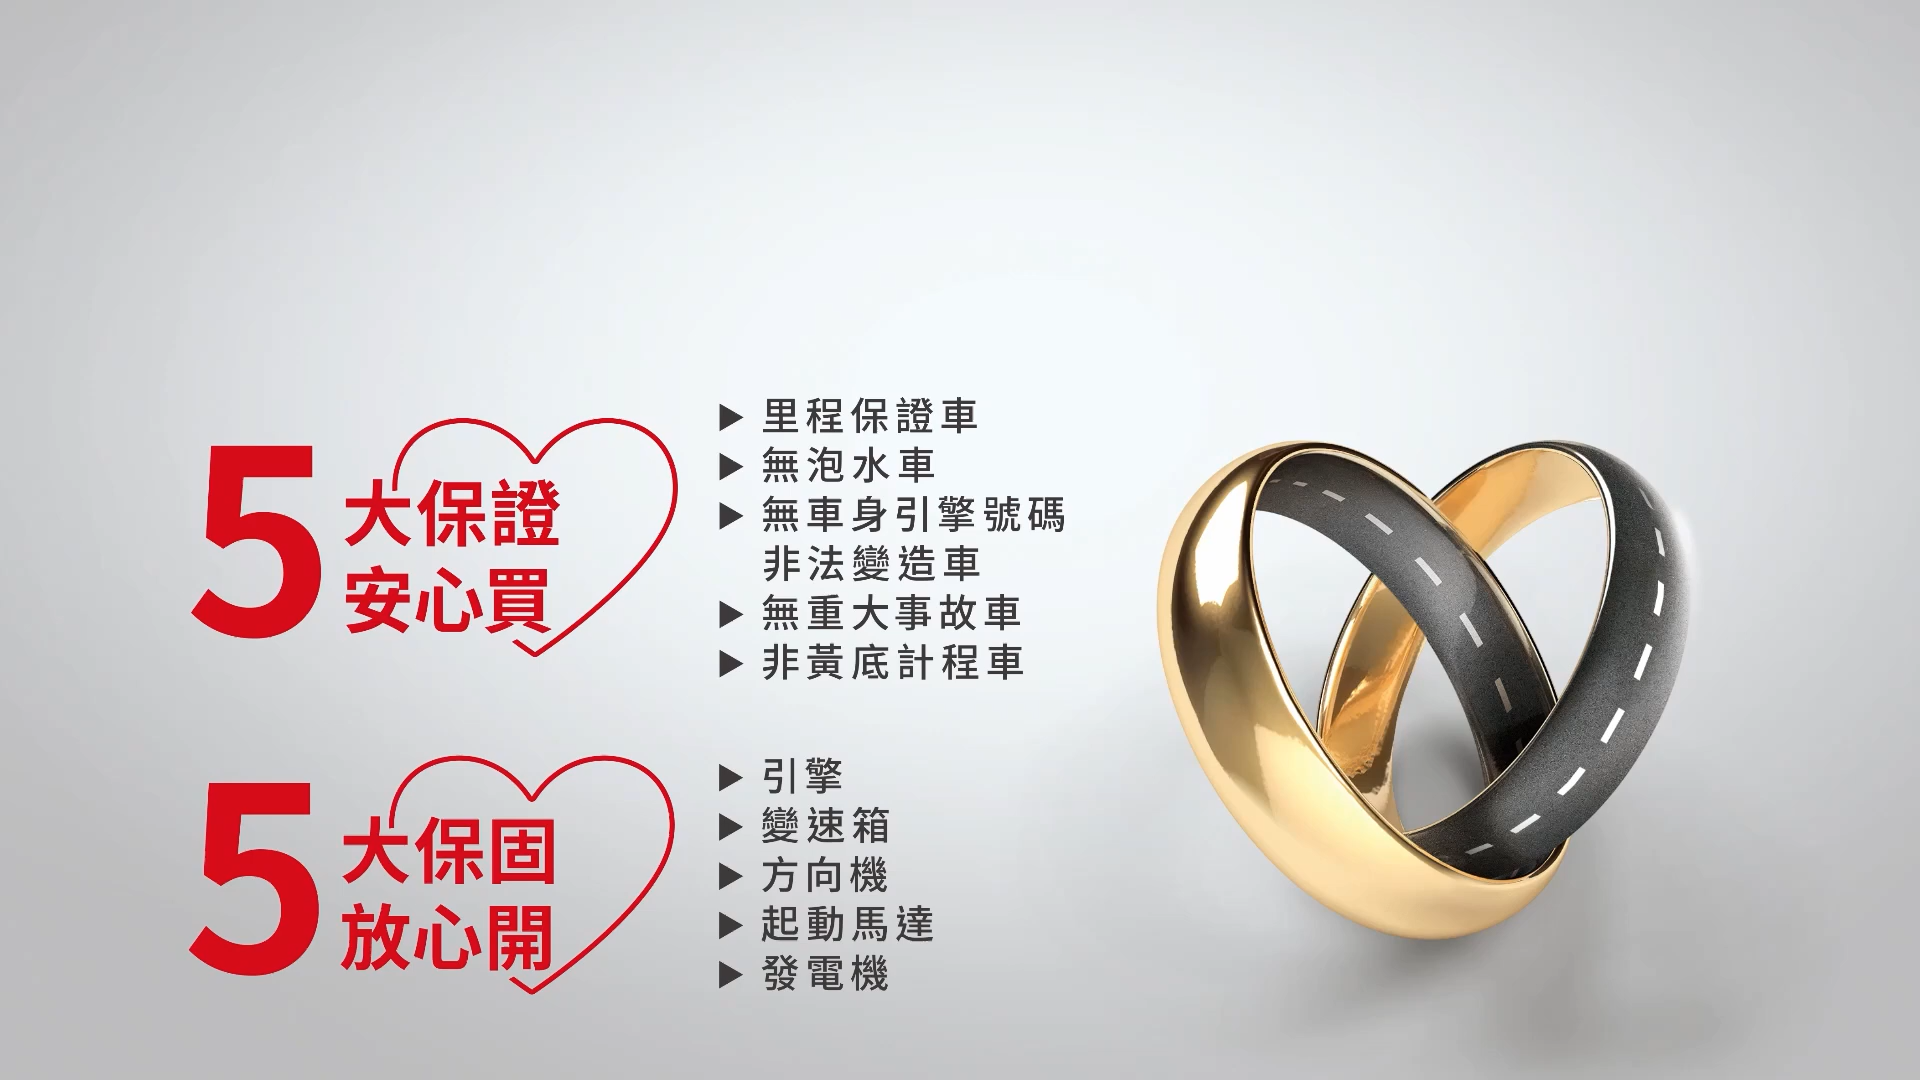 5大保證
安心買
▶ 里程保證車
▶ 無泡水車
▶ 無車身引擎號碼
非法變造車
▶ 無重大事故車
▶ 非黃底計程車
5大保固
放心開
▶ 引擎
▶ 變速箱
▶ 方向機
▶ 起動馬達
▶ 發電機